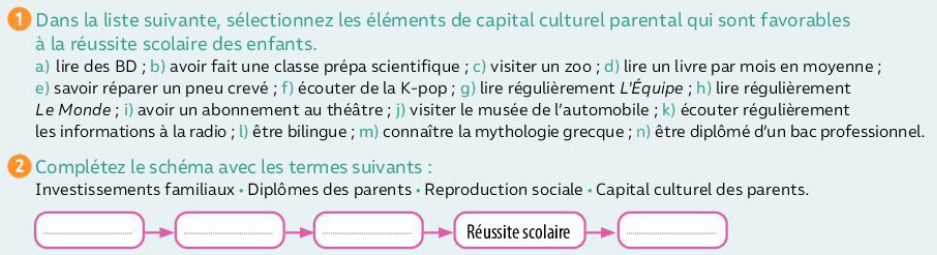 1 Dans la liste suivante, sélectionnez les éléments de capital culturel parental qui sont favorables
à la réussite scolaire des enfants.
a) lire des BD ; b) avoir fait une classe prépa scientifique ; c) visiter un zoo ; d) lire un livre par mois en moyenne ;
e) savoir réparer un pneu crevé ; f) écouter de la K-pop ; g) lire régulièrement L'Équipe ; h) lire régulièrement
Le Monde ; i) avoir un abonnement au théâtre ; j) visiter le musée de l'automobile ; k) écouter régulièrement
les informations à la radio ; l) être bilingue ; m) connaître la mythologie grecque ; n) être diplômé d'un bac professionnel.
2 Complétez le schéma avec les termes suivants :
Investissements familiaux • Diplômes des parents • Reproduction sociale • Capital culturel des parents.
Réussite scolaire